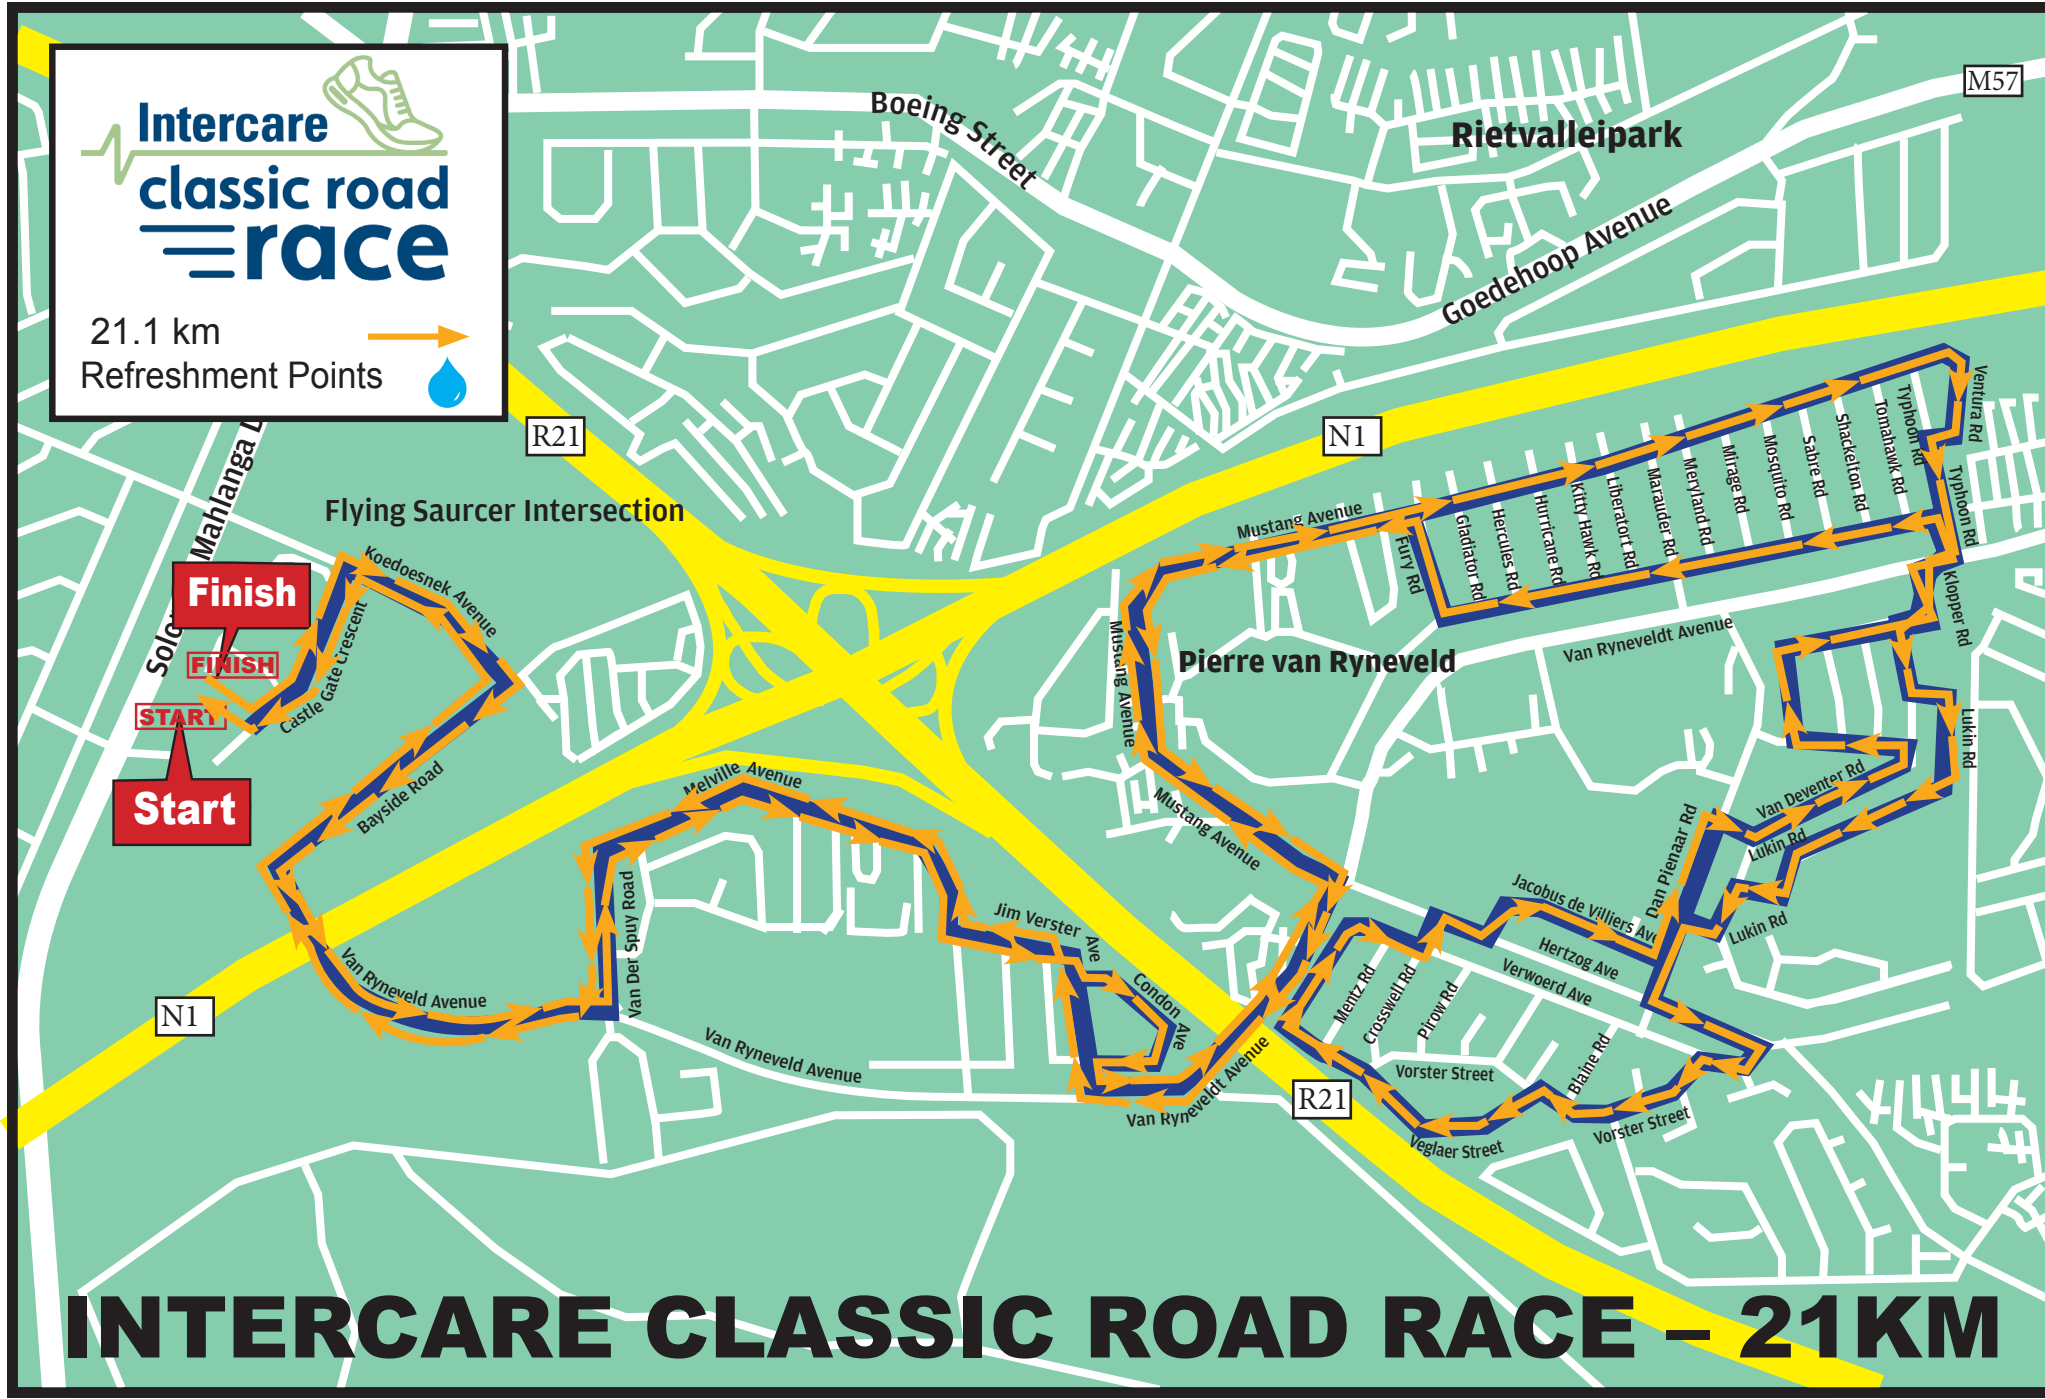 Intercare
classic road
race
21.1 km
Refreshment Points
Boeing Street
Rietvalleipark
M57
Goedehoop Avenue
R21
N1
Flying Saurcer Intersection
Mahlanga
Koedoesnek Avenue
Finish
FINISH
Castle Gate Crescent
START
Start
Bayside Road
Melville Avenue
Van Der Spuy Road
Van Ryneveld Avenue
N1
Van Ryneveld Avenue
Jim Verster Ave
Condon Ave
Van Ryneveldt Avenue
R21
Mustang Avenue
Mustang Avenue
Mustang Avenue
Pierre van Ryneveld
Fury Rd
Gladiator Rd
Hercules Rd
Hurricane Rd
Kitty Hawk Rd
Liberatort Rd
Marauder Rd
Meryland Rd
Mirage Rd
Mosquito Rd
Sabre Rd
Shackelton Rd
Tomahawk Rd
Typhoon Rd
Ventura Rd
Typhoon Rd
Klopper Rd
Van Ryneveldt Avenue
Lukin Rd
Van Deventer Rd
Lukin Rd
Dan Pienaar Rd
Lukin Rd
Jacobus de Villiers Ave
Hertzog Ave
Verwoerd Ave
Mentz Rd
Crosswell Rd
Pirow Rd
Blaine Rd
Vorster Street
Vorster Street
Veglaer Street
INTERCARE CLASSIC ROAD RACE – 21KM